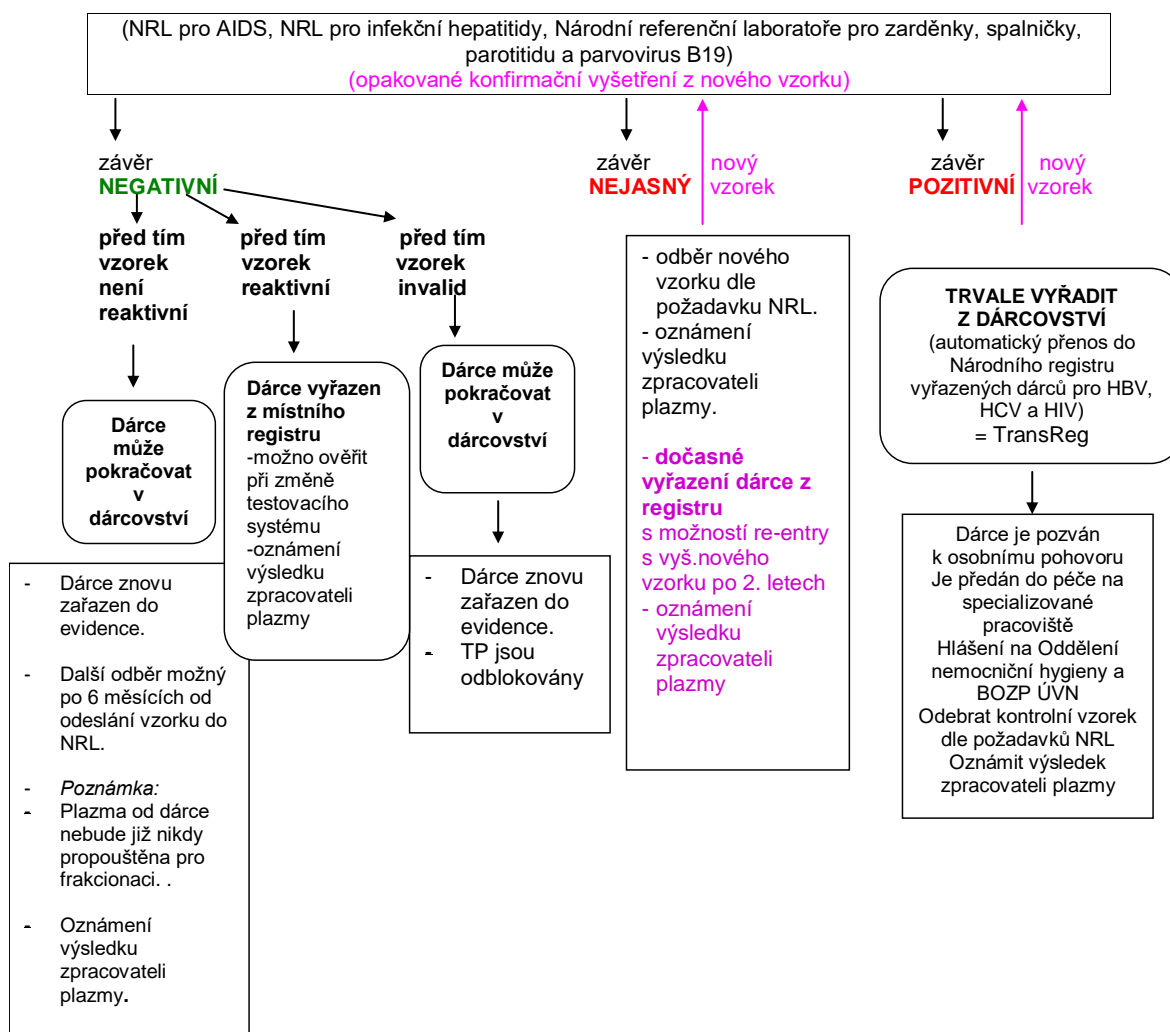 (NRL pro AIDS, NRL pro infekční hepatitidy, Národní referenční laboratoře pro zarděnky, spalničky,
parotitidu a parvovirus B19)
(opakované konfirmační vyšetření z nového vzorku)
závěr
NEGATIVNÍ
závěr
NEJASNÝ
nový
vzorek
závěr
POZITIVNÍ
nový
vzorek
před tím
vzorek
není
reaktivní
před tím
vzorek
reaktivní
před tím
vzorek
invalid
Dárce
může
pokračovat
v
dárcovství
Dárce vyřazen
z místního
registru
-možno ověřit
při změně
testovacího
systému
-oznámení
výsledku
zpracovateli
plazmy
Dárce může
pokračovat
v
dárcovství
- Dárce znovu
zařazen do
evidence.
- Další odběr možný
po 6 měsících od
odeslání vzorku do
NRL.
- Poznámka:
- Plazma od dárce
nebude již nikdy
propouštěna pro
frakcionaci. .
- Oznámení
výsledku
zpracovateli
plazmy.
- Dárce znovu
zařazen do
evidence.
- TP jsou
odblokovány
- odběr nového
vzorku dle
požadavku NRL.
- oznámení
výsledku
zpracovateli
plazmy.
- dočasné
vyřazení dárce z
registru
s možností re-entry
s vyš.nového
vzorku po 2. letech
- oznámení
výsledku
zpracovateli
plazmy
TRVALE VYŘADIT
Z DÁRCOVSTVÍ
(automatický přenos do
Národního registru
vyřazených dárců pro HBV,
HCV a HIV)
= TransReg
Dárce je pozván
k osobnímu pohovoru
Je předán do péče na
specializované
pracoviště
Hlášení na Oddělení
nemocniční hygieny a
BOZP ÚVN
Odebrat kontrolní vzorek
dle požadavků NRL
Oznámit výsledek
zpracovateli plazmy